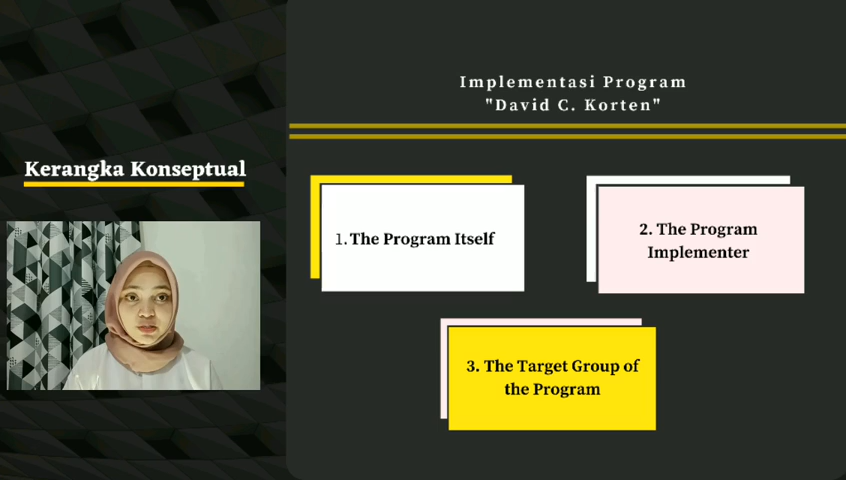 Implementasi Program
"David C. Korten"
Kerangka Konseptual
1. The Program Itself
2. The Program
Implementer
3. The Target Group of
the Program